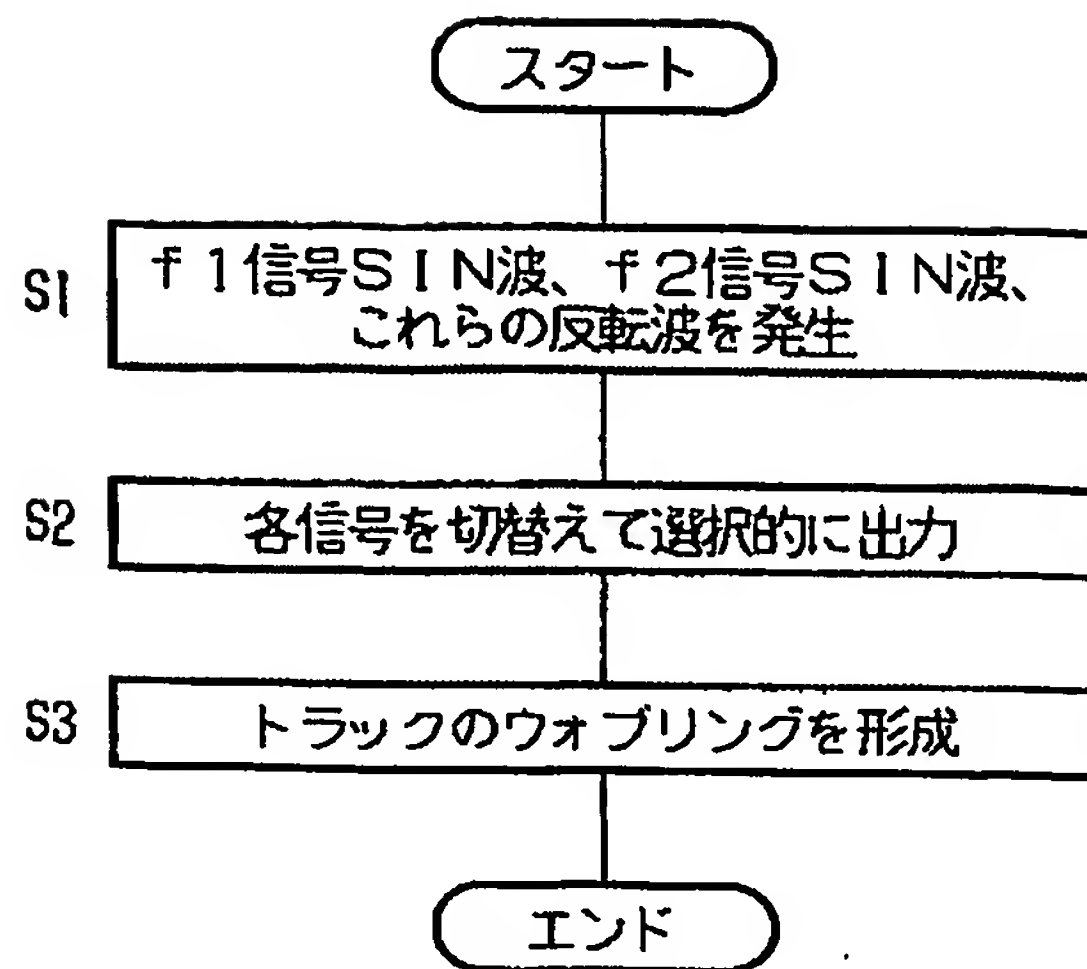 スタート
S1
f1信号SIN波、f2信号SIN波、
これらの反転波を発生
S2
各信号を切替えて選択的に出力
S3
トラックのウォブリングを形成
エンド